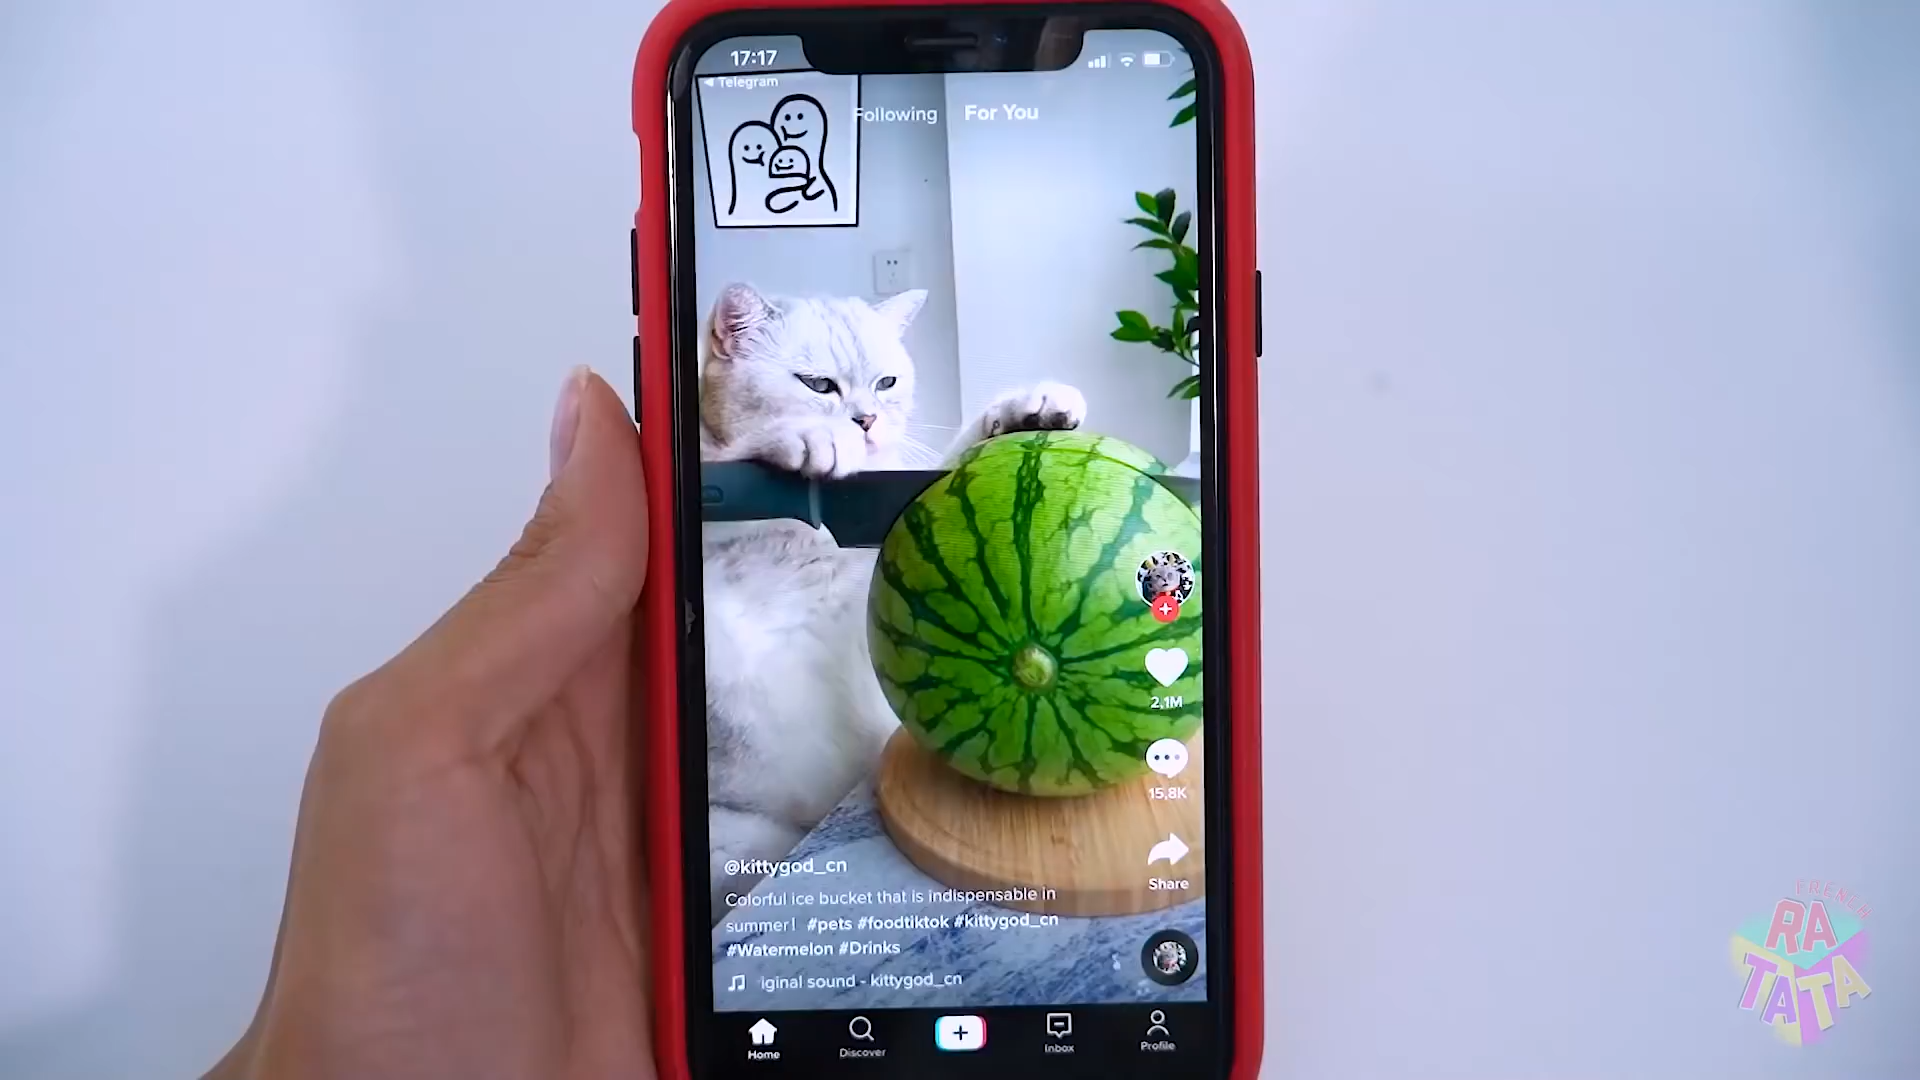 17:17
Telegram
Following
For You
2,1M
15,8K
Share
@kittygod_cn
Colorful ice bucket that is indispensable in
summer! #pets #foodtiktok #kittygod_cn
#Watermelon #Drinks
iginal sound - kittygod_cn
Home
Discover
Inbox
Profile
FRENCH
RA
TATA